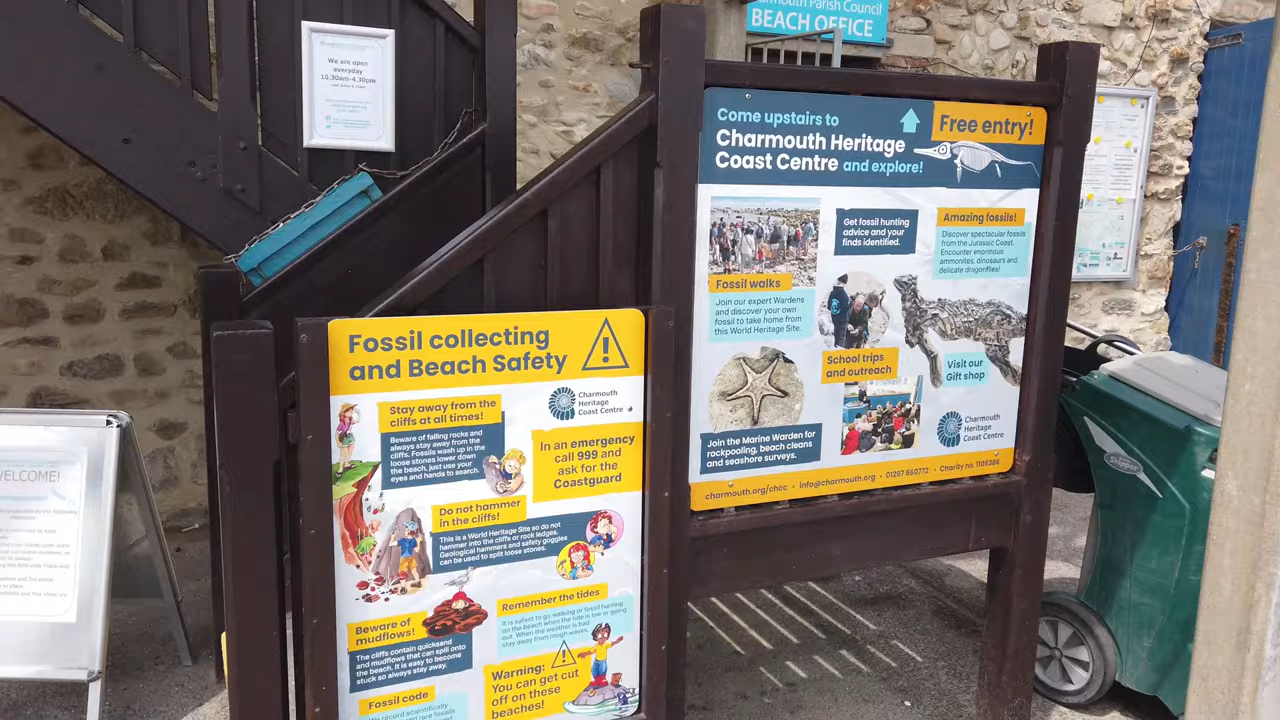 We are open
everyday
10.30am-4.30pm
Parish Council
BEACH OFFICE
Come upstairs to
Charmouth Heritage
Coast Centre and explore!
Free entry!
Get fossil hunting
advice and your
finds identified.
Amazing fossils!
Discover spectacular fossils
from the Jurassic Coast.
Encounter enormous
ammonites, dinosaurs and
delicate dragonflies!
Fossil walks
Join our expert Wardens
and discover your own
fossil to take home from
this World Heritage Site.
School trips
and outreach
Visit our
Gift shop
Join the Marine Warden for
rockpooling, beach cleans
and seashore surveys.
Charmouth
Heritage
Coast Centre
charmouth.org/chcc • info@charmouth.org • 01297 560772 • Charity no. 1108386
Fossil collecting
and Beach Safety
Charmouth
Heritage
Coast Centre
Stay away from the
cliffs at all times!
Beware of falling rocks and
always stay away from the
cliffs. Fossils wash up in the
loose stones lower down
the beach, just use your
eyes and hands to search.
In an emergency
call 999 and
ask for the
Coastguard
Do not hammer
in the cliffs!
This is a World Heritage Site so do not
hammer into the cliffs or rock ledges.
Geological hammers and safety goggles
can be used to split loose stones.
Remember the tides
It is safest to go walking or fossil hunting
on the beach when the tide is low or going
out. When the weather is bad
stay away from rough waves.
Beware of
mudflows!
The cliffs contain quicksand
and mudflows that can spill onto
the beach. It is easy to become
stuck so always stay away.
Warning:
You can get cut
off on these
beaches!
Fossil code
We record scientifically
rare fossils
WELCOME!
Skipper